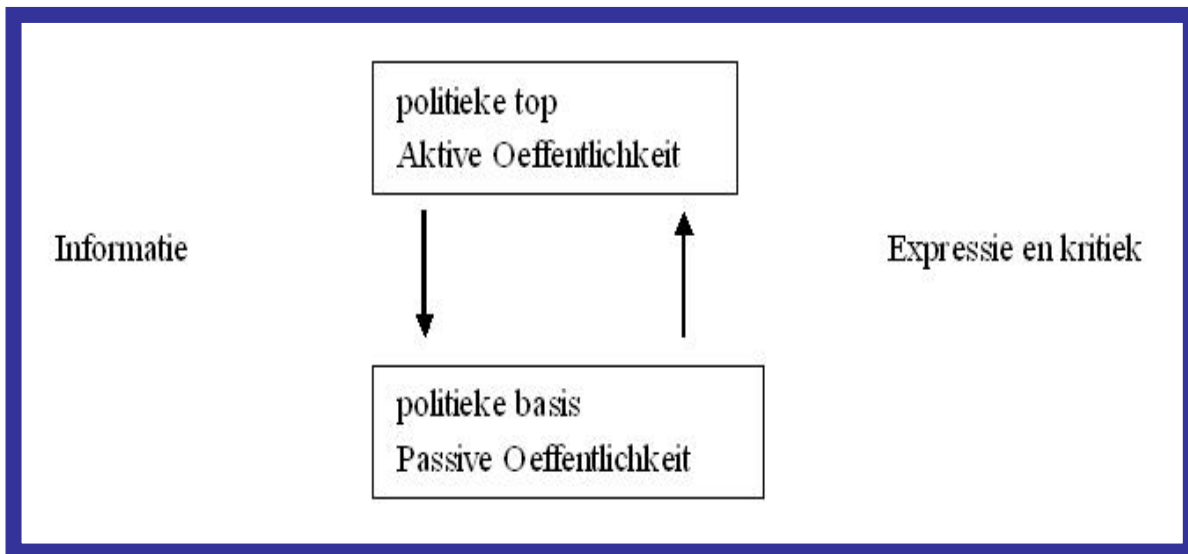 politieke top
Aktive Oeffentlichkeit
Informatie
Expressie en kritiek
politieke basis
Passive Oeffentlichkeit